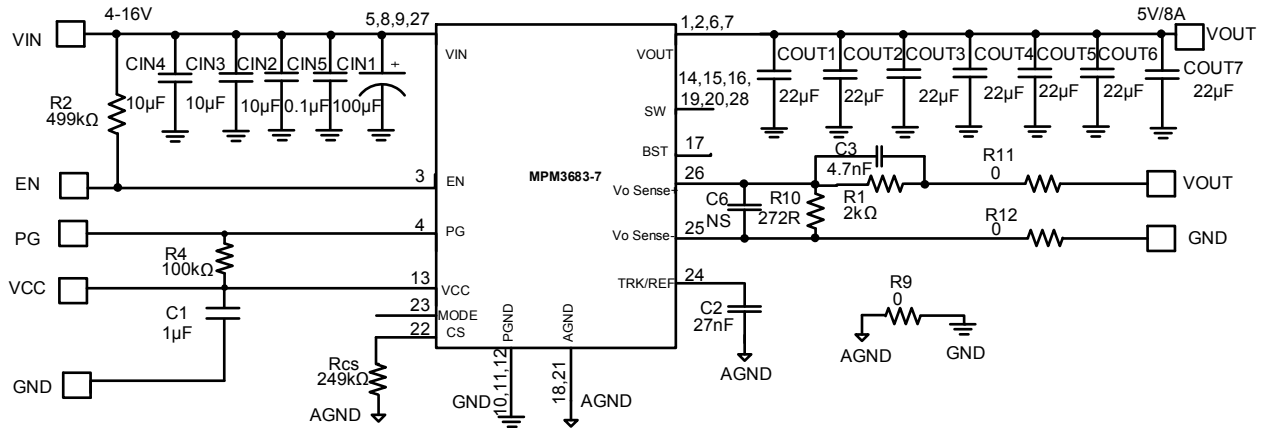 4-16V
5,8,9,27
1,2,6,7
5V/8A
VIN
VOUT
VIN
VOUT
CIN4
CIN3
CIN2
CIN5
CIN1
+
10µF
10µF
10µF
0.1µF
100µF
COUT1
COUT2
COUT3
COUT4
COUT5
COUT6
COUT7
22µF
22µF
22µF
22µF
22µF
22µF
22µF
R2
499kΩ
14,15,16,
19,20,28
SW
17
BST
MPM3683-7
EN
3
EN
26
Vo Sense+
C3
4.7nF
R1
2kΩ
R10
272R
C6
NS
R11
0
VOUT
PG
4
PG
25
Vo Sense-
R12
0
GND
R4
100kΩ
VCC
13
VCC
24
TRK/REF
C2
27nF
AGND
R9
0
AGND
GND
C1
1µF
23
MODE
22
CS
Rcs
249kΩ
AGND
GND
PGND
10,11,12
GND
AGND
18,21
AGND